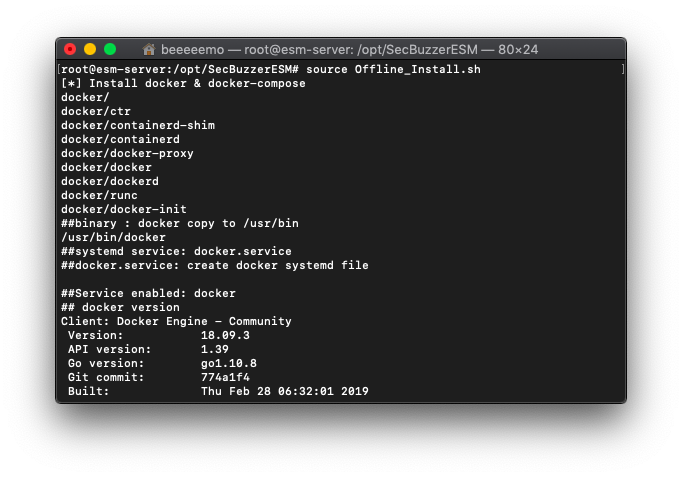 beeeeemo — root@esm-server: /opt/SecBuzzerESM — 80×24
[root@esm-server:/opt/SecBuzzerESM# source Offline_Install.sh ]
[*] Install docker & docker-compose
docker/
docker/ctr
docker/containerd-shim
docker/containerd
docker/docker-proxy
docker/docker
docker/dockerd
docker/runc
docker/docker-init
##binary : docker copy to /usr/bin
/usr/bin/docker
##systemd service: docker.service
##docker.service: create docker systemd file
##Service enabled: docker
## docker version
Client: Docker Engine - Community
Version: 18.09.3
API version: 1.39
Go version: go1.10.8
Git commit: 774a1f4
Built: Thu Feb 28 06:32:01 2019